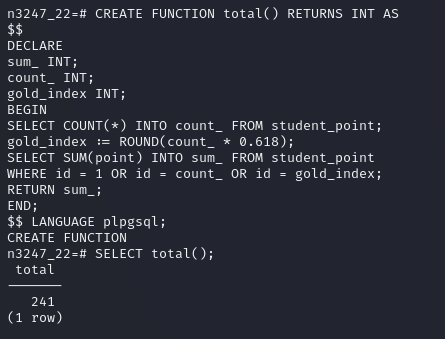 n3247_22=# CREATE FUNCTION total() RETURNS INT AS
$$
DECLARE
sum_ INT;
count_ INT;
gold_index INT;
BEGIN
SELECT COUNT(*) INTO count_ FROM student_point;
gold_index := ROUND(count_ * 0.618);
SELECT SUM(point) INTO sum_ FROM student_point
WHERE id = 1 OR id = count_ OR id = gold_index;
RETURN sum_;
END;
$$ LANGUAGE plpgsql;
CREATE FUNCTION
n3247_22=# SELECT total();
 total
-------
   241
(1 row)